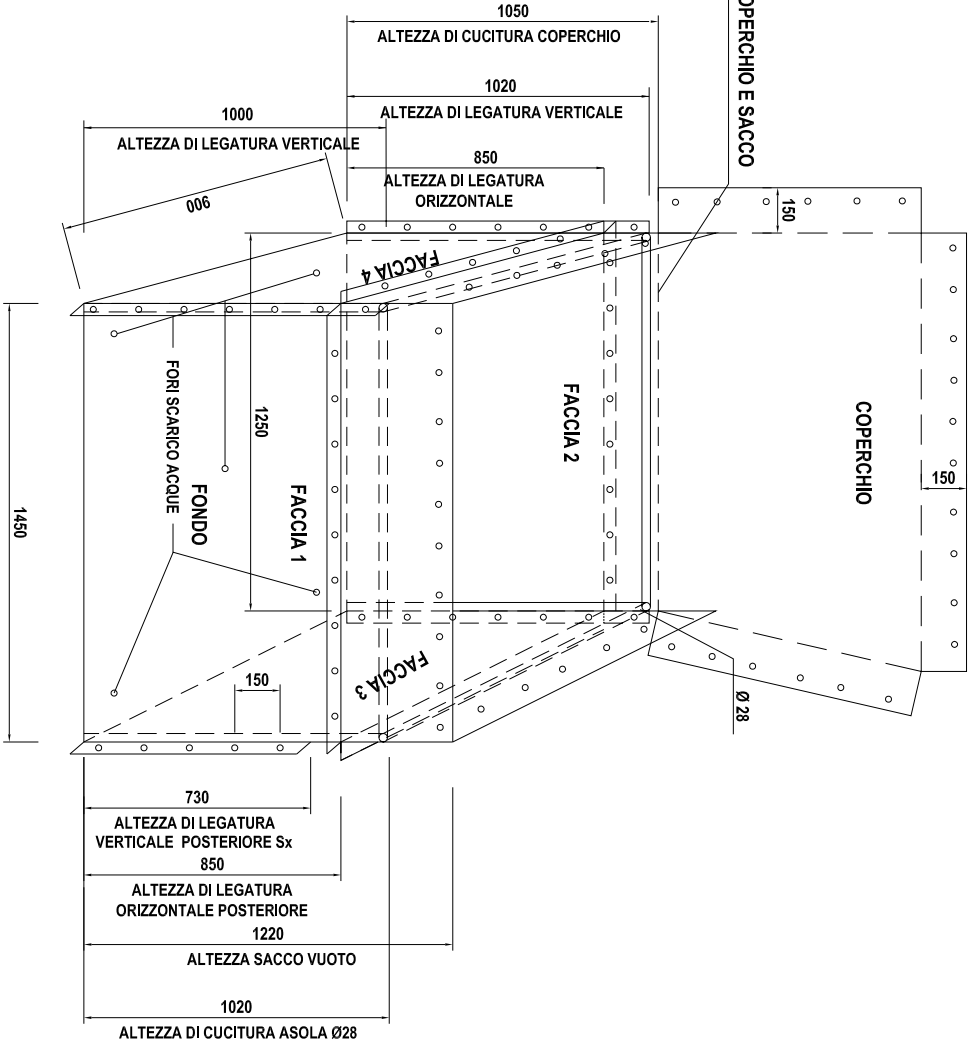 1050
ALTEZZA DI CUCITURA COPERCHIO
1020
ALTEZZA DI LEGATURA VERTICALE
1000
ALTEZZA DI LEGATURA VERTICALE
850
ALTEZZA DI LEGATURA
ORIZZONTALE
900
OPERCHIO E SACCO
150
150
COPERCHIO
FACCIA 4
FACCIA 2
FORI SCARICO ACQUE
1250
FONDO
FACCIA 1
1450
FACCIA 3
150
Ø 28
730
ALTEZZA DI LEGATURA
VERTICALE POSTERIORE Sx
850
ALTEZZA DI LEGATURA
ORIZZONTALE POSTERIORE
1220
ALTEZZA SACCO VUOTO
1020
ALTEZZA DI CUCITURA ASOLA Ø28